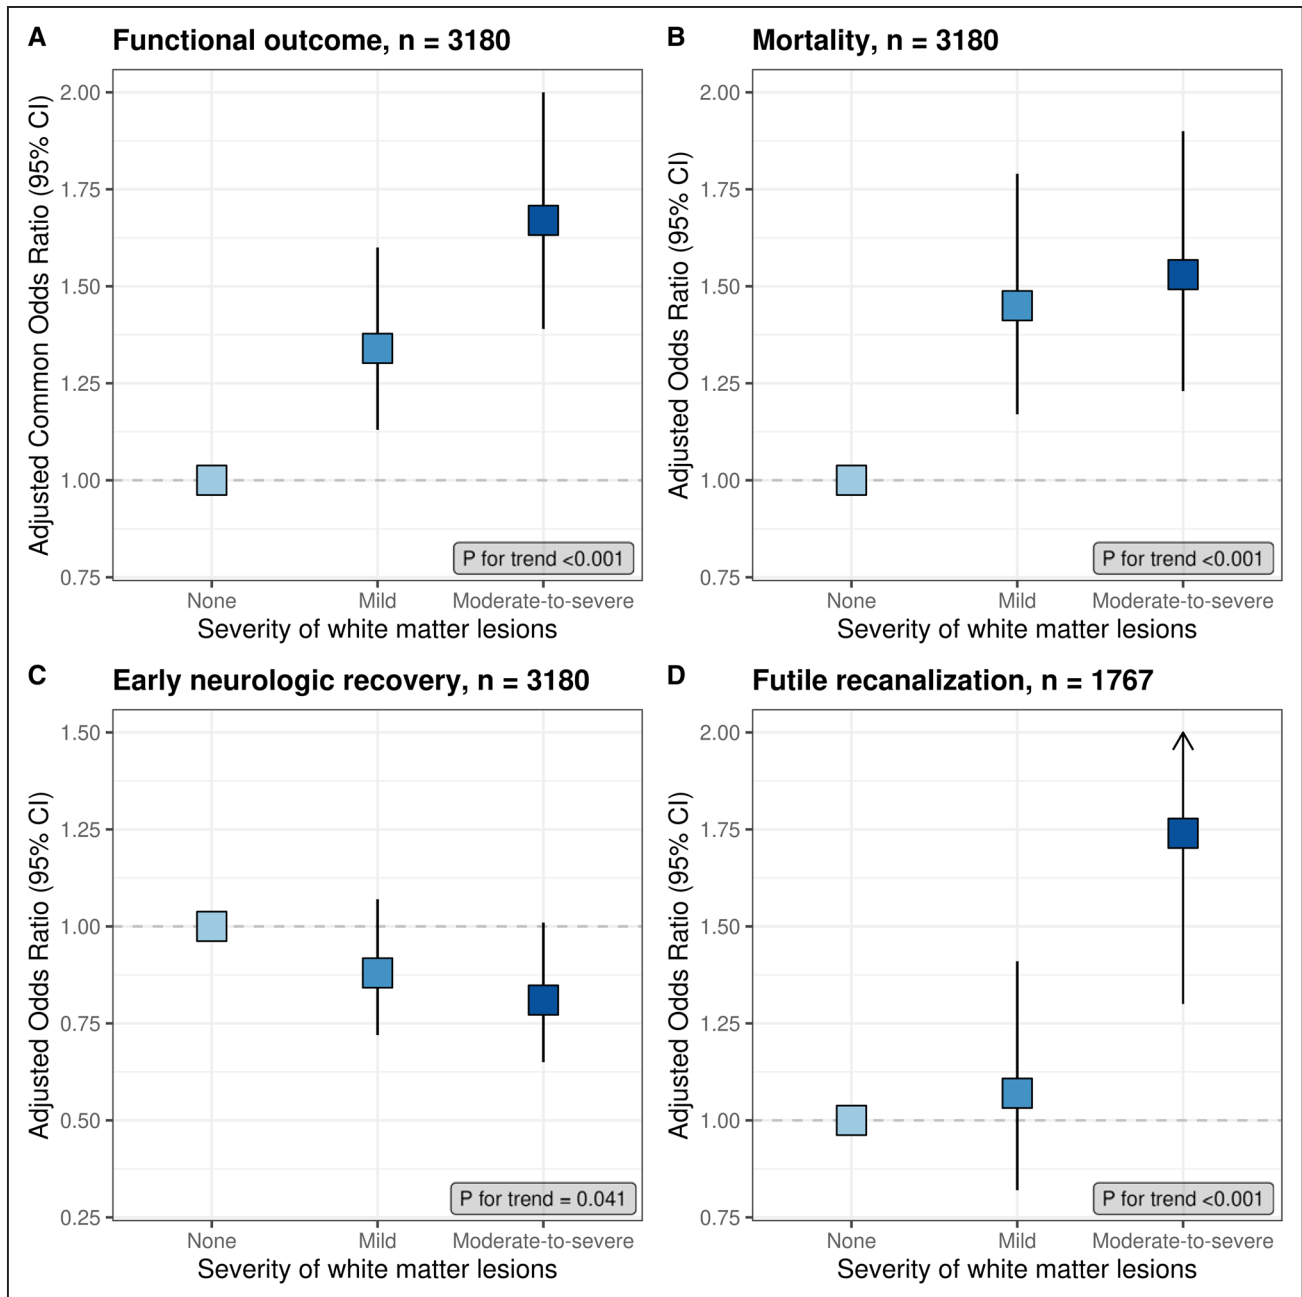 A
Functional outcome, n = 3180
Adjusted Common Odds Ratio (95% CI)
2.00
1.75
1.50
1.25
1.00
0.75
P for trend <0.001
None
Mild
Moderate-to-severe
Severity of white matter lesions
B
Mortality, n = 3180
Adjusted Odds Ratio (95% CI)
2.00
1.75
1.50
1.25
1.00
0.75
P for trend <0.001
None
Mild
Moderate-to-severe
Severity of white matter lesions
C
Early neurologic recovery, n = 3180
Adjusted Odds Ratio (95% CI)
1.50
1.25
1.00
0.75
0.50
0.25
P for trend = 0.041
None
Mild
Moderate-to-severe
Severity of white matter lesions
D
Futile recanalization, n = 1767
Adjusted Odds Ratio (95% CI)
2.00
1.75
1.50
1.25
1.00
0.75
P for trend <0.001
None
Mild
Moderate-to-severe
Severity of white matter lesions